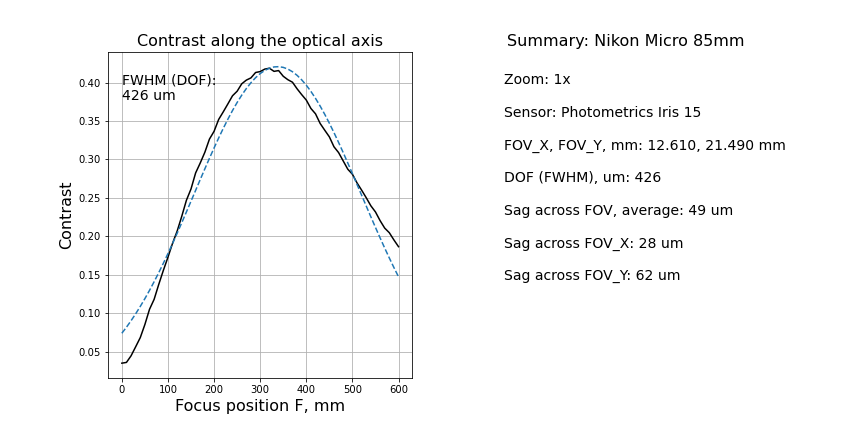 Contrast along the optical axis
FWHM (DOF):
426 um
0.40
0.35
0.30
0.25
0.20
0.15
0.10
0.05
Contrast
0 100 200 300 400 500 600
Focus position F, mm
Summary: Nikon Micro 85mm
Zoom: 1x
Sensor: Photometrics Iris 15
FOV_X, FOV_Y, mm: 12.610, 21.490 mm
DOF (FWHM), um: 426
Sag across FOV, average: 49 um
Sag across FOV_X: 28 um
Sag across FOV_Y: 62 um